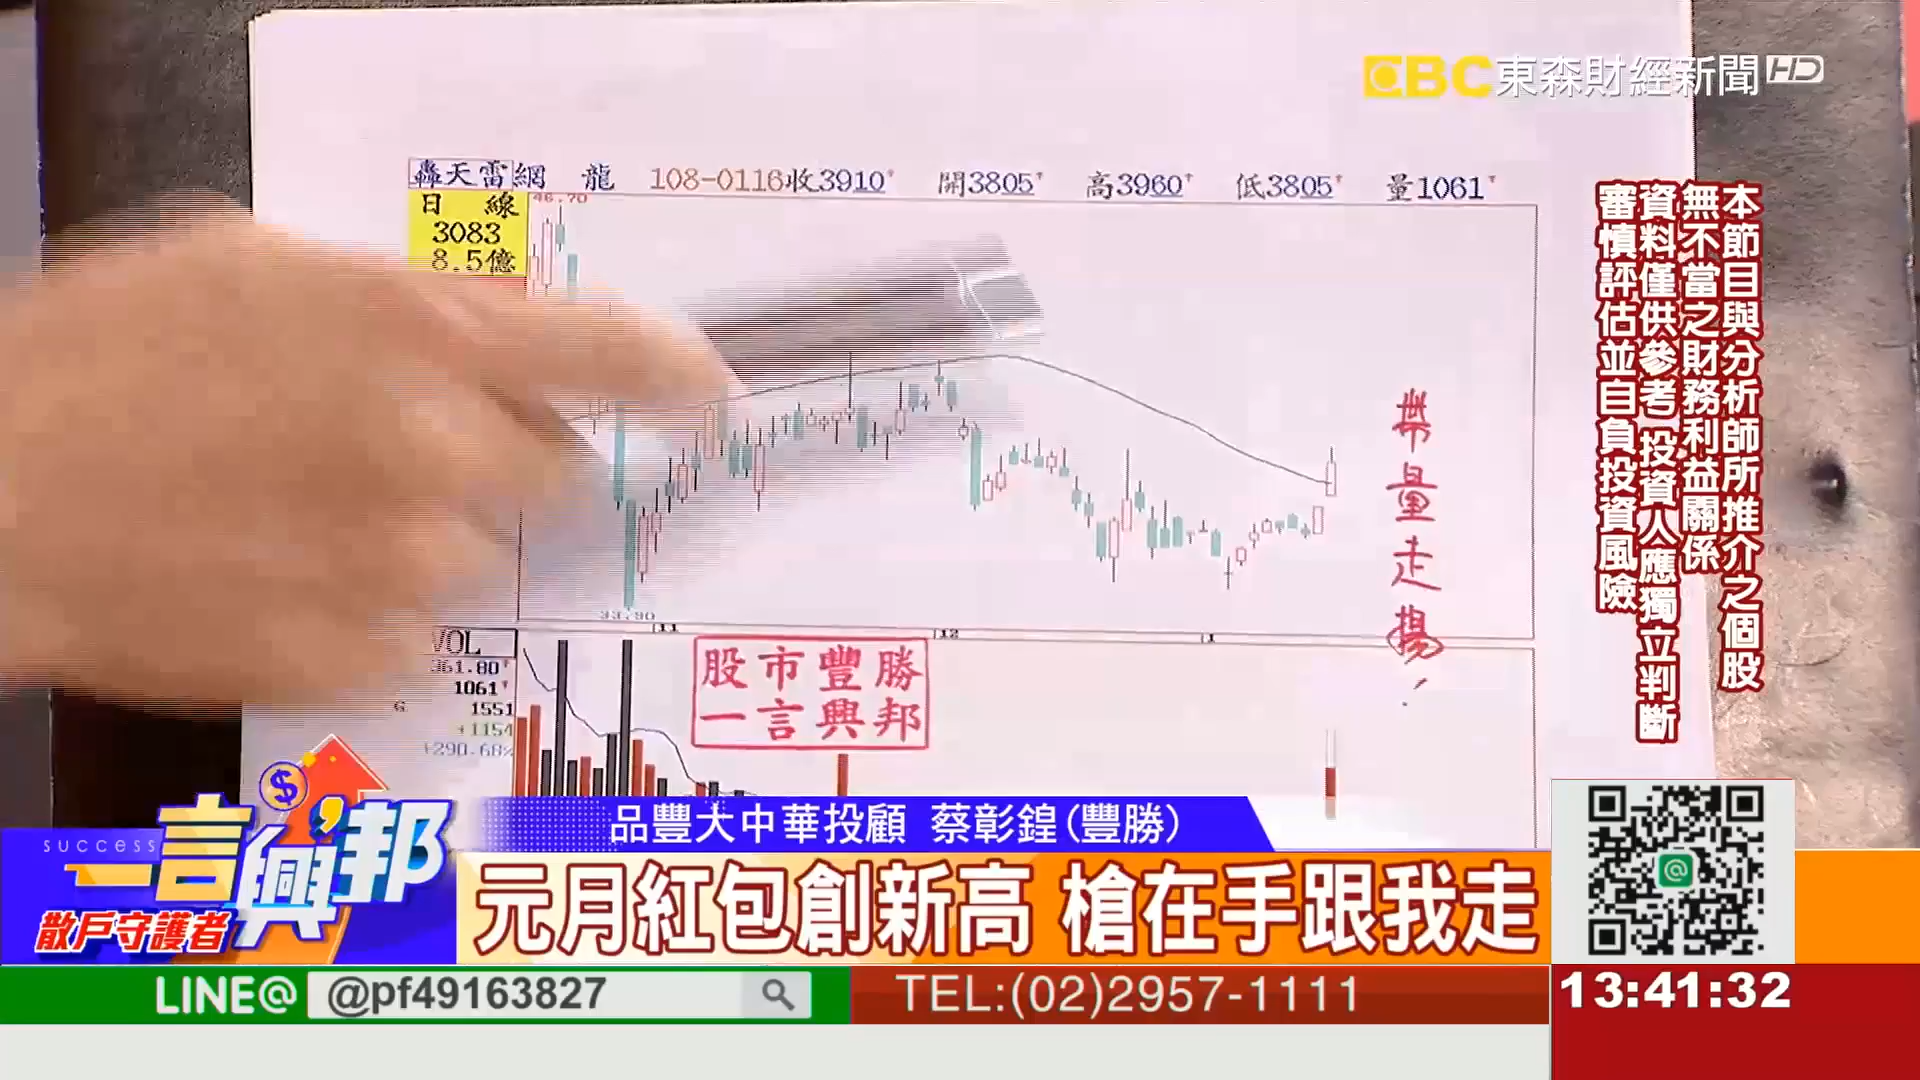 EBC東森財經新聞HD
轟天雷網 龍 108-0116收3910 開3805 高3960 低3805 量1061
日 線
46.70
3083
8.5億
帶量走揚!
33.90
11
12
1
VOL
361.80
1061
G 1551
+1154
+290.68%
股市豐勝
一言興邦
本節目與分析師所推介之個股
無不當之財務利益關係
資料僅供參考 投資人應獨立判斷
審慎評估並自負投資風險
success
一言興邦
散戶守護者
品豐大中華投顧 蔡彰鍠(豐勝)
元月紅包創新高 槍在手跟我走
LINE@ @pf49163827
TEL:(02)2957-1111
13:41:32